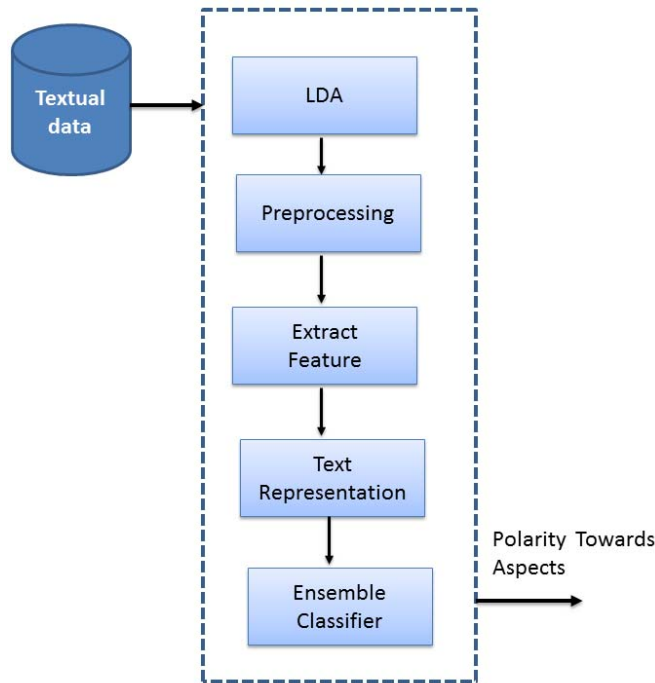 Textual
data
LDA
Preprocessing
Extract
Feature
Text
Representation
Ensemble
Classifier
Polarity Towards
Aspects